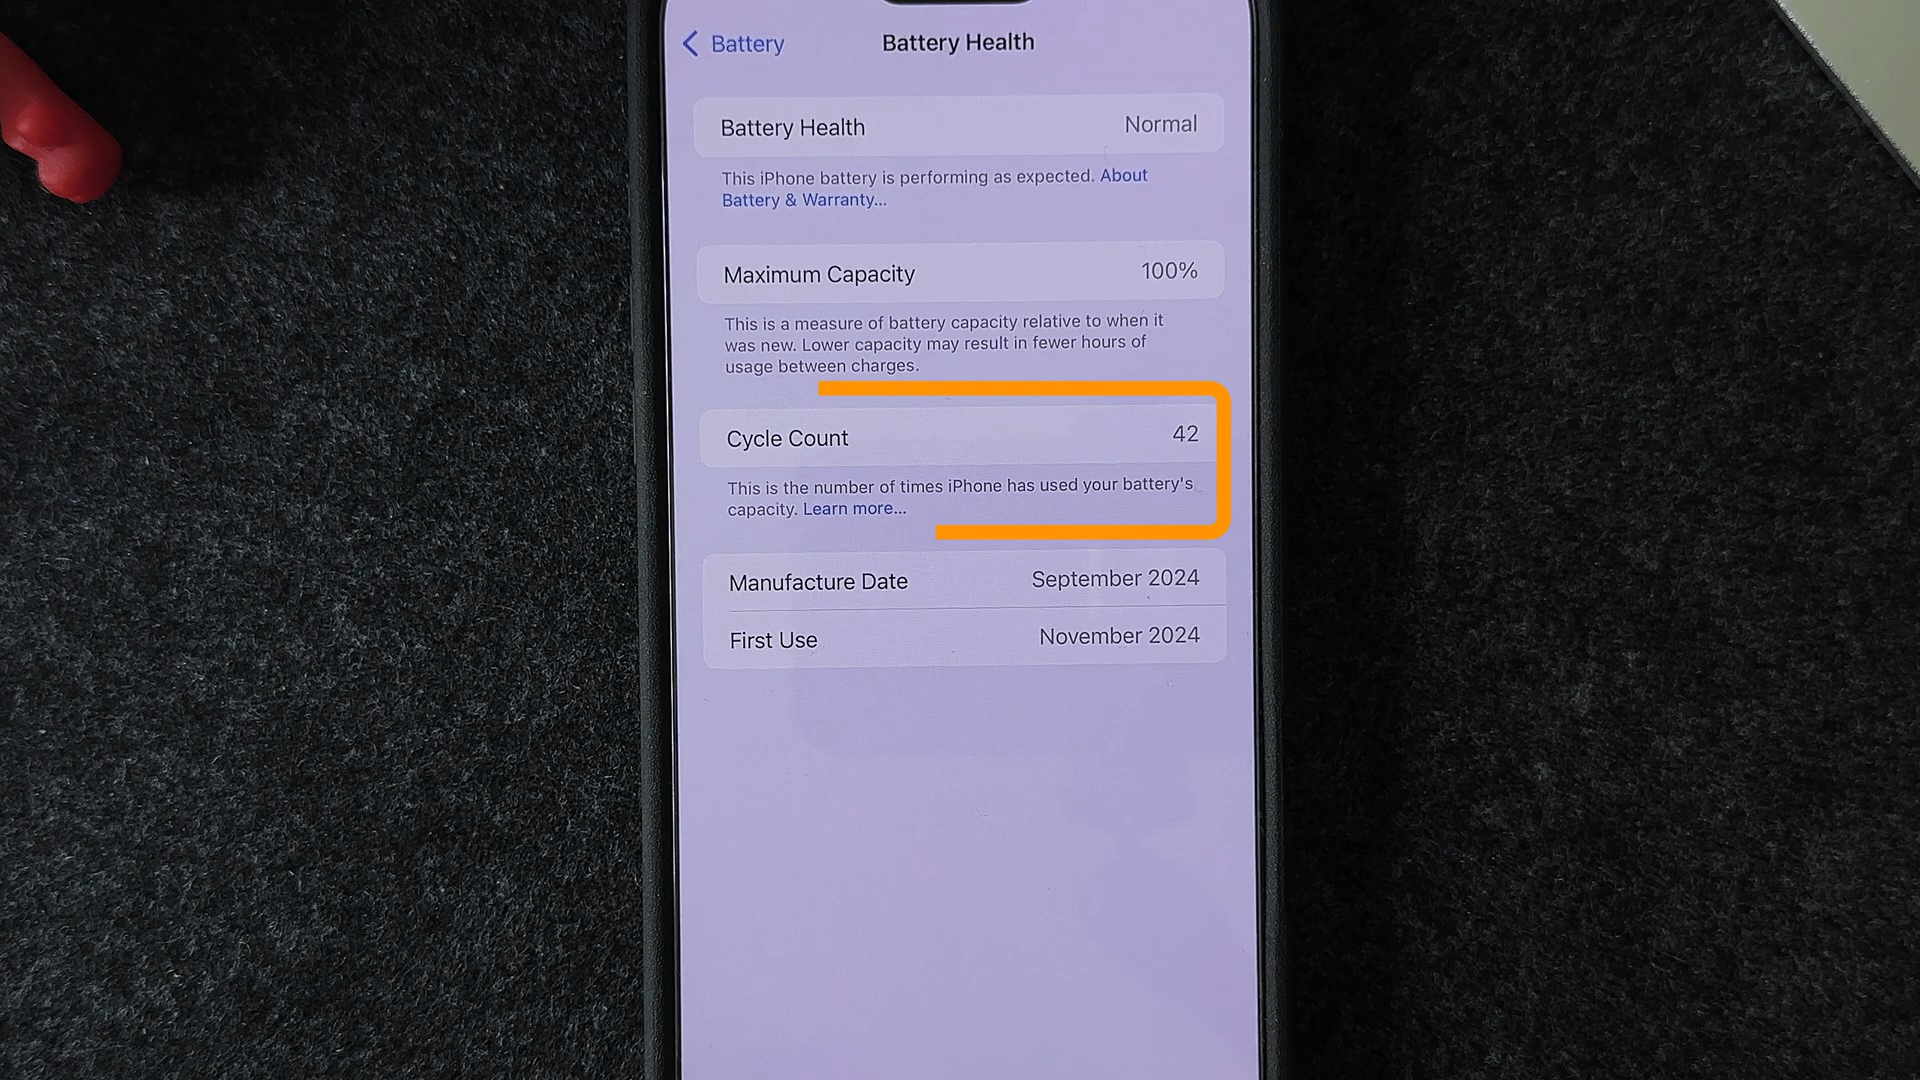 Battery
Battery Health
Battery Health
Normal
This iPhone battery is performing as expected. About
Battery & Warranty...
Maximum Capacity
100%
This is a measure of battery capacity relative to when it
was new. Lower capacity may result in fewer hours of
usage between charges.
Cycle Count
42
This is the number of times iPhone has used your battery's
capacity. Learn more...
Manufacture Date
September 2024
First Use
November 2024